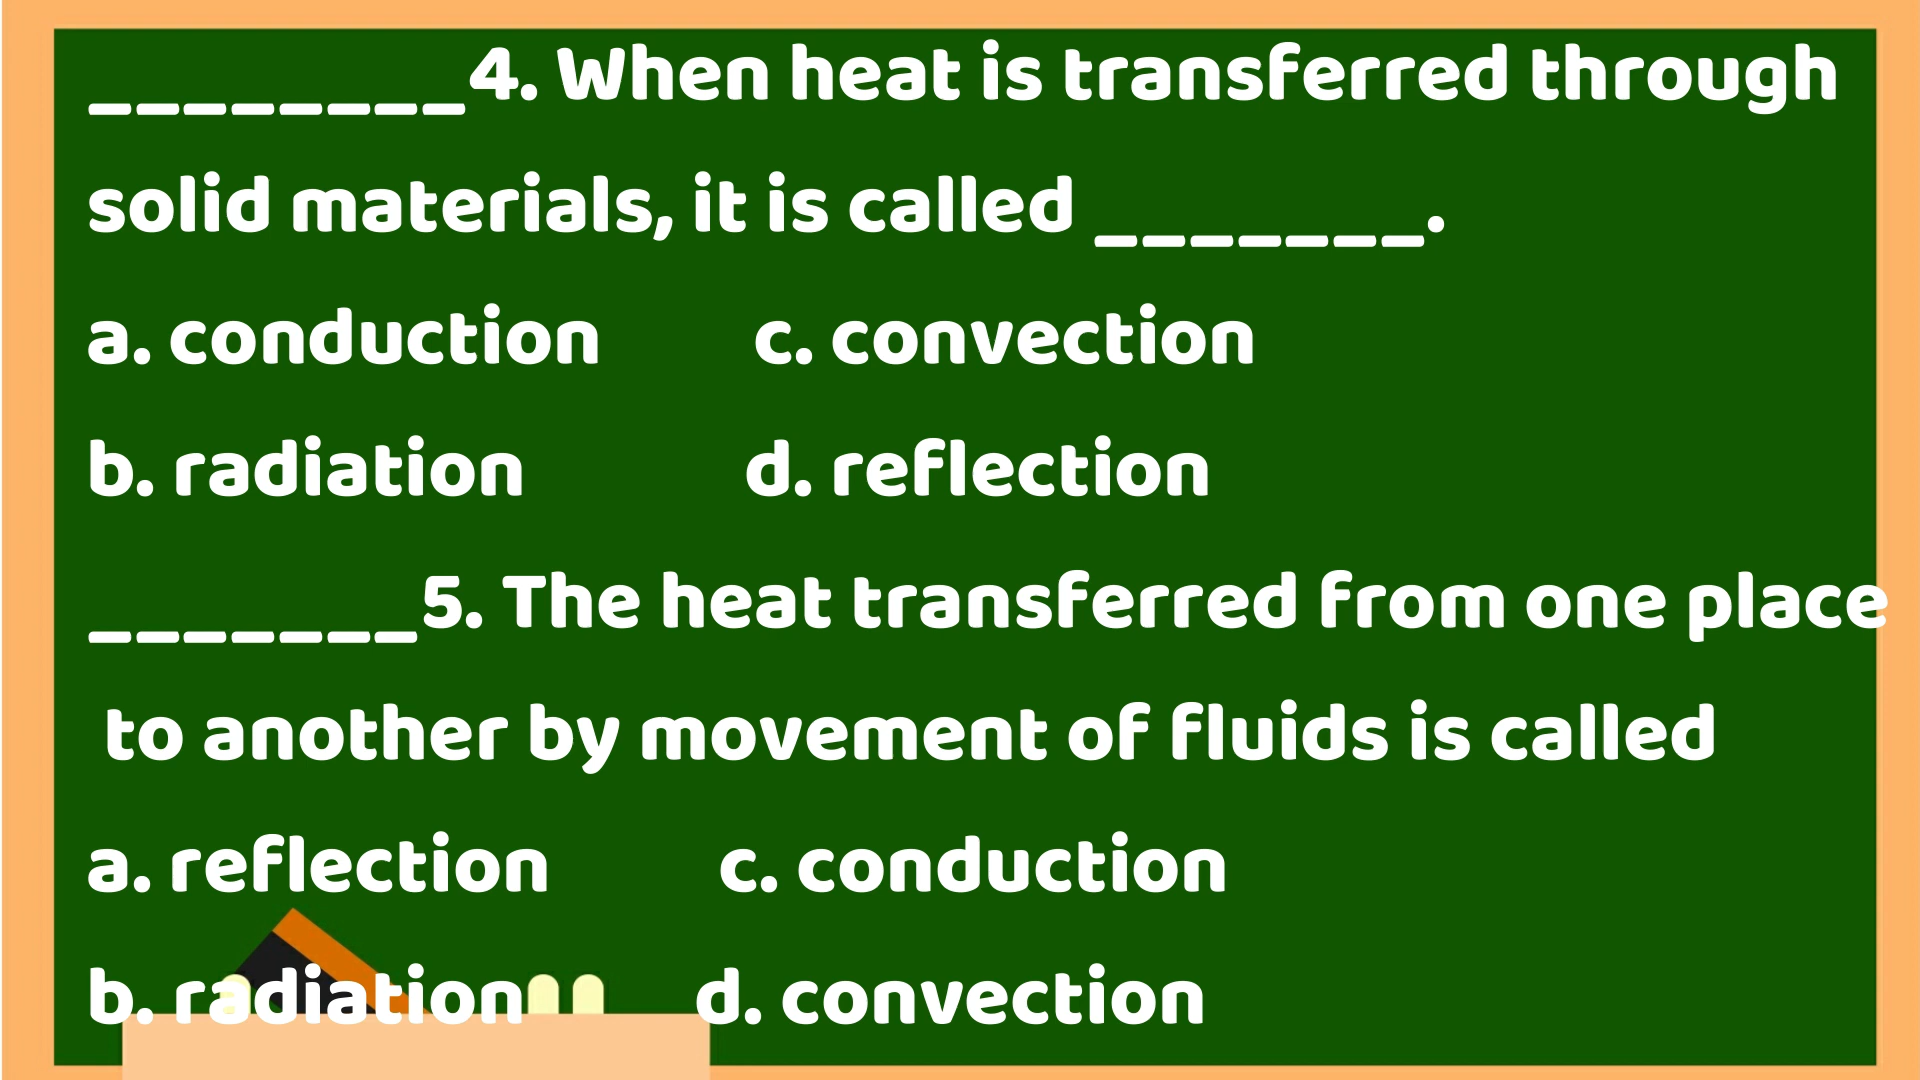 ________4. When heat is transferred through
solid materials, it is called _______.
a. conduction c. convection
b. radiation d. reflection
_______5. The heat transferred from one place
to another by movement of fluids is called
a. reflection c. conduction
b. radiation d. convection